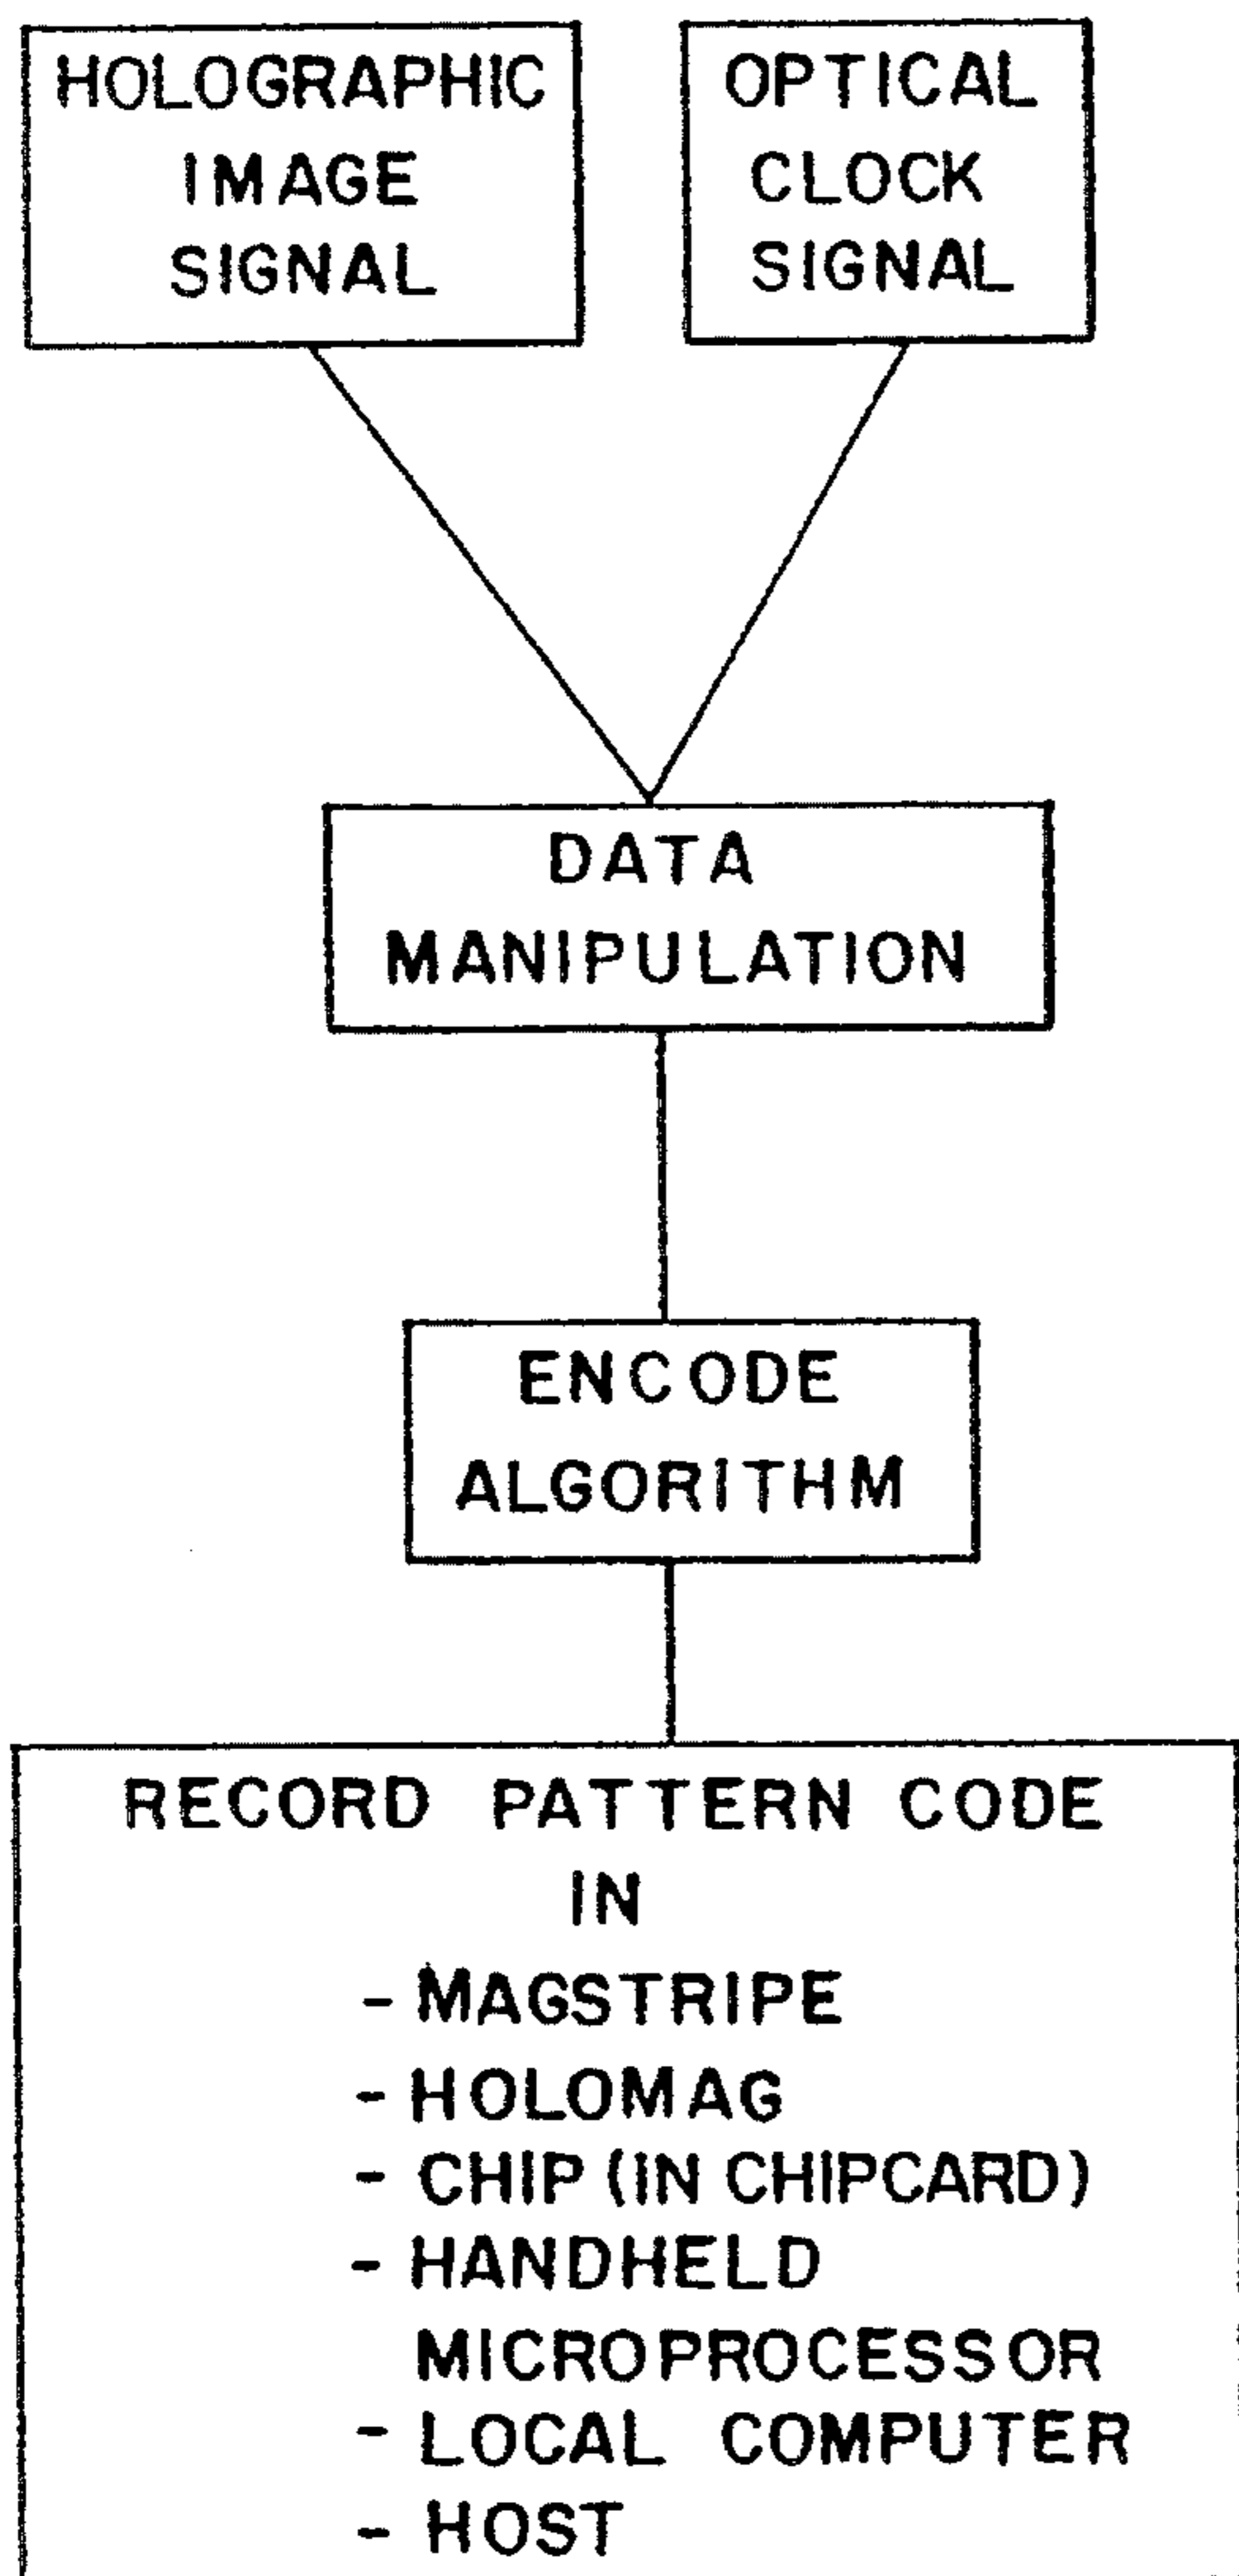 HOLOGRAPHIC
IMAGE
SIGNAL
OPTICAL
CLOCK
SIGNAL
DATA
MANIPULATION
ENCODE
ALGORITHM
RECORD PATTERN CODE
IN
- MAGSTRIPE
- HOLOMAG
- CHIP (IN CHIPCARD)
- HANDHELD
MICROPROCESSOR
- LOCAL COMPUTER
- HOST